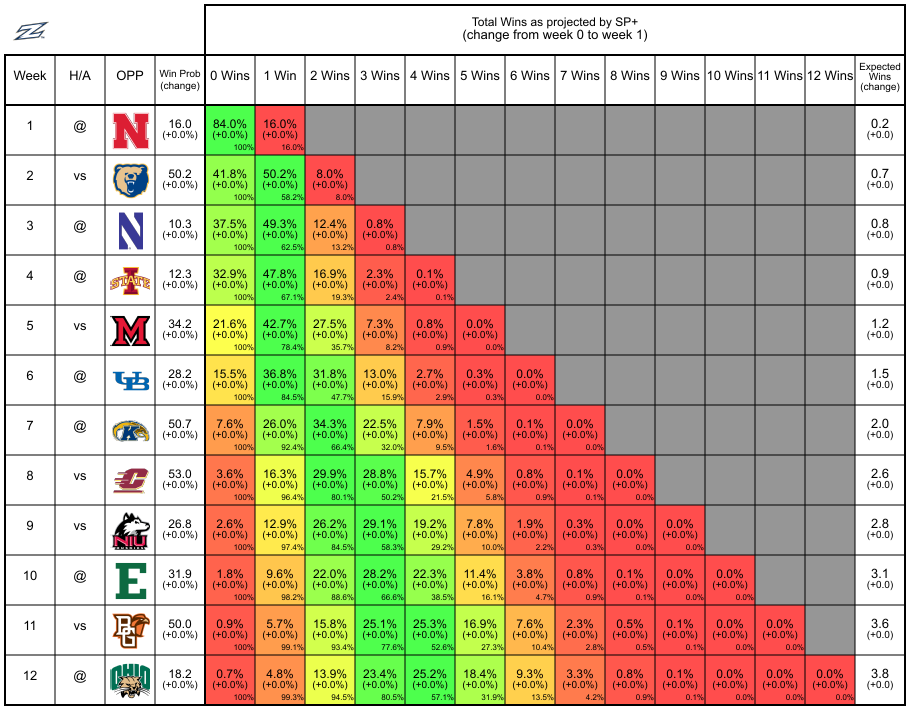 Z
Total Wins as projected by SP+
(change from week 0 to week 1)
Week H/A OPP Win Prob (change) 0 Wins 1 Win 2 Wins 3 Wins 4 Wins 5 Wins 6 Wins 7 Wins 8 Wins 9 Wins 10 Wins 11 Wins 12 Wins Expected Wins (change)
1 @ N 16.0 84.0% 16.0% 0.2
(+0.0%) (+0.0%) (+0.0%) (+0.0)
100% 16.0%
2 vs 50.2 41.8% 50.2% 8.0% 0.7
(+0.0%) (+0.0%) (+0.0%) (+0.0%) (+0.0)
100% 58.2% 8.0%
3 @ N 10.3 37.5% 49.3% 12.4% 0.8% 0.8
(+0.0%) (+0.0%) (+0.0%) (+0.0%) (+0.0%) (+0.0)
100% 62.5% 13.2% 0.8%
4 @ I STATE 12.3 32.9% 47.8% 16.9% 2.3% 0.1% 0.9
(+0.0%) (+0.0%) (+0.0%) (+0.0%) (+0.0%) (+0.0%) (+0.0)
100% 67.1% 19.3% 2.4% 0.1%
5 vs M 34.2 21.6% 42.7% 27.5% 7.3% 0.8% 0.0% 1.2
(+0.0%) (+0.0%) (+0.0%) (+0.0%) (+0.0%) (+0.0%) (+0.0%) (+0.0)
100% 78.4% 35.7% 8.2% 0.9% 0.0%
6 @ UB 28.2 15.5% 36.8% 31.8% 13.0% 2.7% 0.3% 0.0% 1.5
(+0.0%) (+0.0%) (+0.0%) (+0.0%) (+0.0%) (+0.0%) (+0.0%) (+0.0%) (+0.0)
100% 84.5% 47.7% 15.9% 2.9% 0.3% 0.0%
7 @ K 50.7 7.6% 26.0% 34.3% 22.5% 7.9% 1.5% 0.1% 0.0% 2.0
(+0.0%) (+0.0%) (+0.0%) (+0.0%) (+0.0%) (+0.0%) (+0.0%) (+0.0%) (+0.0%) (+0.0)
100% 92.4% 66.4% 32.0% 9.5% 1.6% 0.1% 0.0%
8 vs C 53.0 3.6% 16.3% 29.9% 28.8% 15.7% 4.9% 0.8% 0.1% 0.0% 2.6
(+0.0%) (+0.0%) (+0.0%) (+0.0%) (+0.0%) (+0.0%) (+0.0%) (+0.0%) (+0.0%) (+0.0%) (+0.0)
100% 96.4% 80.1% 50.2% 21.5% 5.8% 0.9% 0.1% 0.0%
9 vs NIU 26.8 2.6% 12.9% 26.2% 29.1% 19.2% 7.8% 1.9% 0.3% 0.0% 0.0% 2.8
(+0.0%) (+0.0%) (+0.0%) (+0.0%) (+0.0%) (+0.0%) (+0.0%) (+0.0%) (+0.0%) (+0.0%) (+0.0%) (+0.0)
100% 97.4% 84.5% 58.3% 29.2% 10.0% 2.2% 0.3% 0.0% 0.0%
10 @ E 31.9 1.8% 9.6% 22.0% 28.2% 22.3% 11.4% 3.8% 0.8% 0.1% 0.0% 0.0% 3.1
(+0.0%) (+0.0%) (+0.0%) (+0.0%) (+0.0%) (+0.0%) (+0.0%) (+0.0%) (+0.0%) (+0.0%) (+0.0%) (+0.0%) (+0.0)
100% 98.2% 88.6% 66.6% 38.5% 16.1% 4.7% 0.9% 0.1% 0.0% 0.0%
11 vs BG 50.0 0.9% 5.7% 15.8% 25.1% 25.3% 16.9% 7.6% 2.3% 0.5% 0.1% 0.0% 0.0% 3.6
(+0.0%) (+0.0%) (+0.0%) (+0.0%) (+0.0%) (+0.0%) (+0.0%) (+0.0%) (+0.0%) (+0.0%) (+0.0%) (+0.0%) (+0.0%) (+0.0)
100% 99.1% 93.4% 77.6% 52.6% 27.3% 10.4% 2.8% 0.5% 0.1% 0.0% 0.0%
12 @ OHIO 18.2 0.7% 4.8% 13.9% 23.4% 25.2% 18.4% 9.3% 3.3% 0.8% 0.1% 0.0% 0.0% 0.0% 3.8
(+0.0%) (+0.0%) (+0.0%) (+0.0%) (+0.0%) (+0.0%) (+0.0%) (+0.0%) (+0.0%) (+0.0%) (+0.0%) (+0.0%) (+0.0%) (+0.0%) (+0.0)
100% 99.3% 94.5% 80.5% 57.1% 31.9% 13.5% 4.2% 0.9% 0.1% 0.0% 0.0% 0.0%